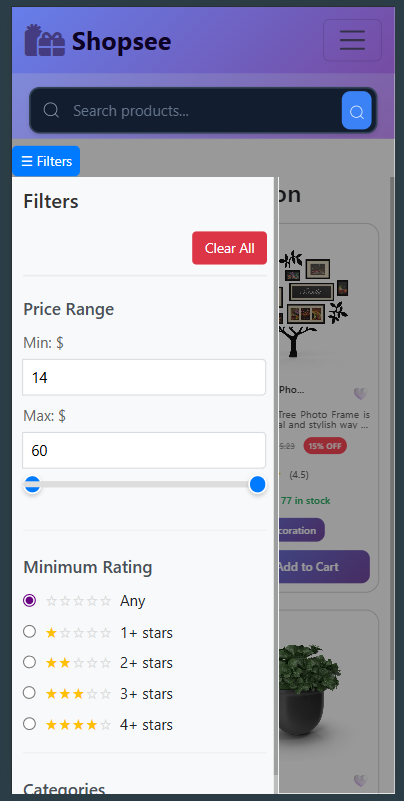 Shopsee
Search products...
☰ Filters
Filters
on
Clear All
Price Range
Min: $
14
Max: $
60
Pho...
Tree Photo Frame is
al and stylish way ...
5.23 15% OFF
(4.5)
77 in stock
coration
Add to Cart
Minimum Rating
☆☆☆☆☆ Any
★☆☆☆☆ 1+ stars
★★☆☆☆ 2+ stars
★★★☆☆ 3+ stars
★★★★☆ 4+ stars
Categories